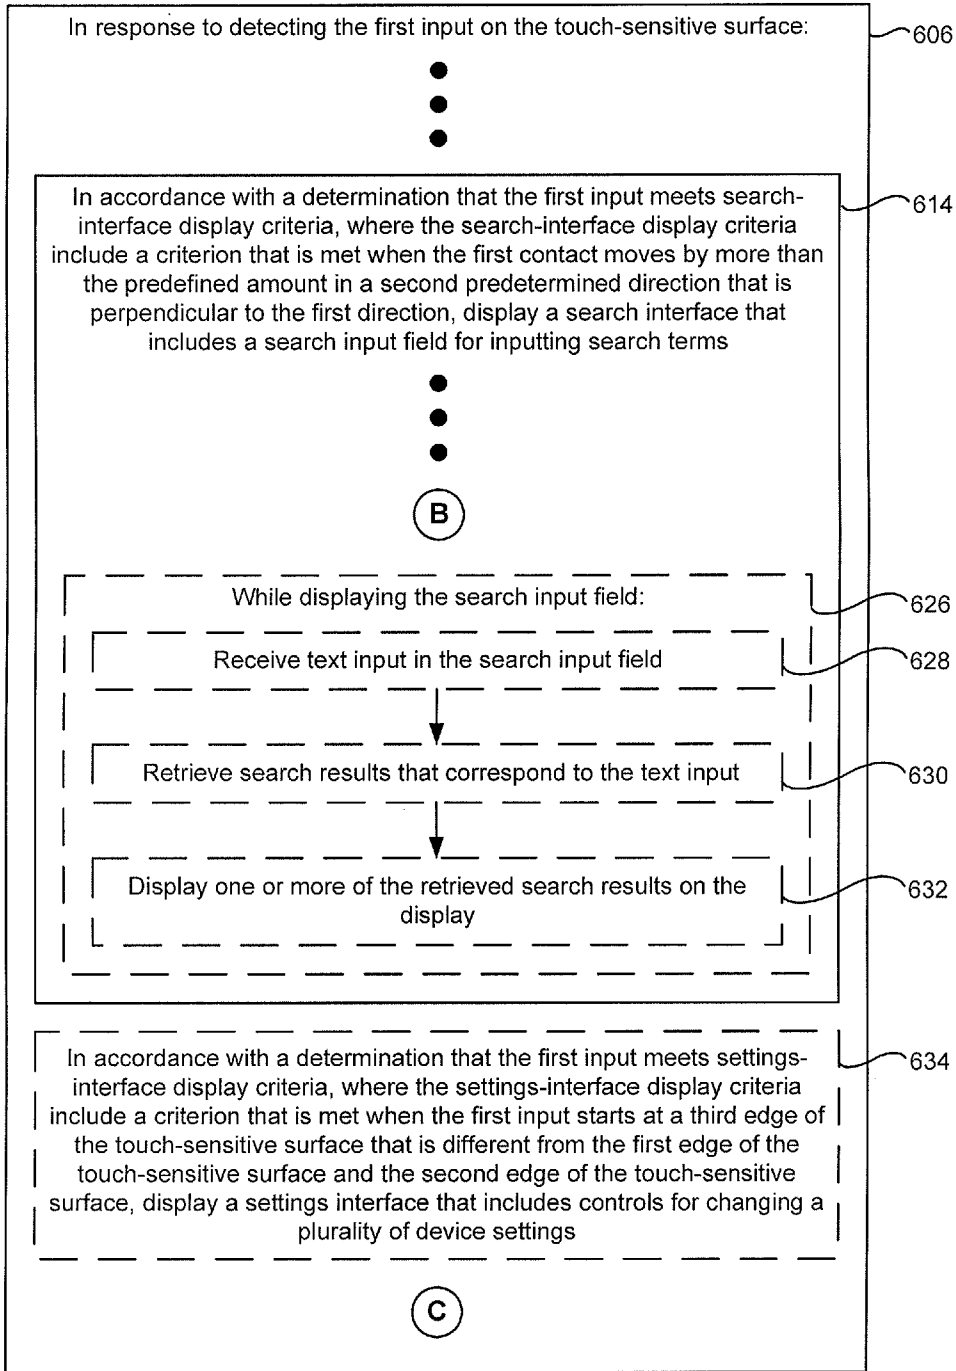 In response to detecting the first input on the touch-sensitive surface:
606
In accordance with a determination that the first input meets search-
interface display criteria, where the search-interface display criteria
include a criterion that is met when the first contact moves by more than
the predefined amount in a second predetermined direction that is
perpendicular to the first direction, display a search interface that
includes a search input field for inputting search terms
614
B
While displaying the search input field:
626
Receive text input in the search input field
628
Retrieve search results that correspond to the text input
630
Display one or more of the retrieved search results on the
display
632
In accordance with a determination that the first input meets settings-
interface display criteria, where the settings-interface display criteria
include a criterion that is met when the first input starts at a third edge of
the touch-sensitive surface that is different from the first edge of the
touch-sensitive surface and the second edge of the touch-sensitive
surface, display a settings interface that includes controls for changing a
plurality of device settings
634
C